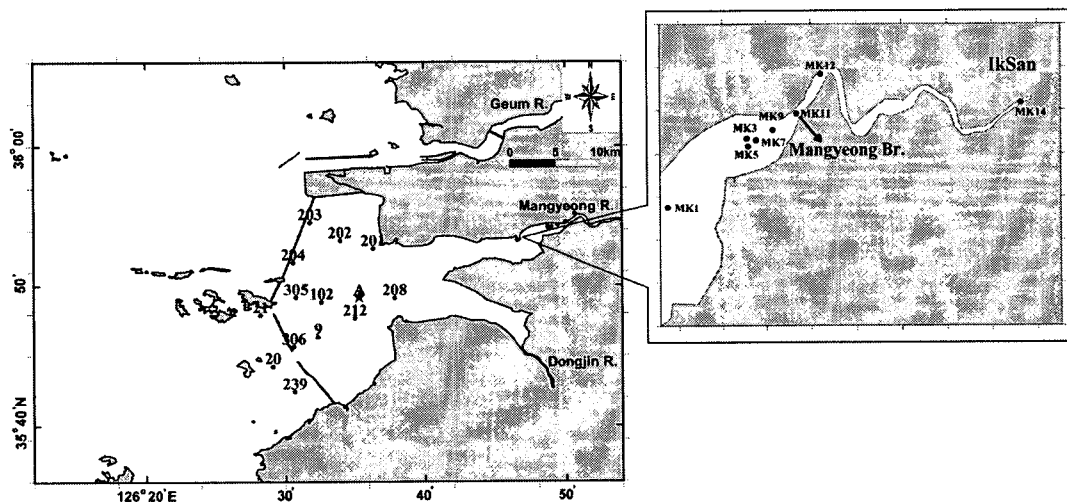 Geum R.
N
W
E
S
0 5 10km
36° 00'
Mangyeong R.
203
202
201
204
50'
305
102
208
212
21
9
306
20
Dongjin R.
239
35° 40'
126° 20' E
30'
40'
50'
MK12
IkSan
MK9
MK11
MK14
MK3
MK7
MK5
Mangyeong Br.
MK1